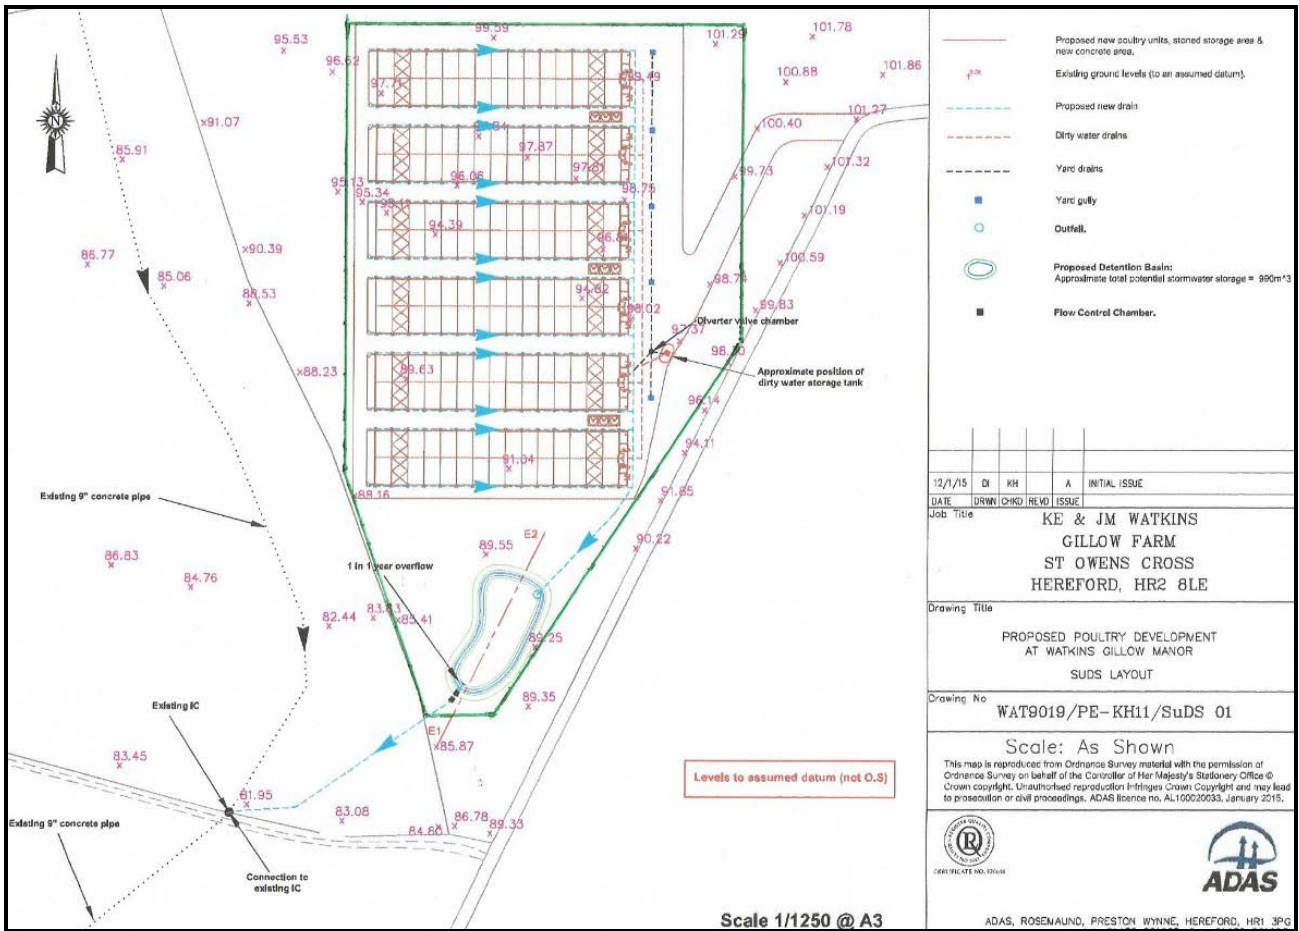 99.59
101.29
101.78
95.53
96.62
100.88
101.86
91.07
100.40
101.27
97.87
85.91
101.32
95.13
96.06
99.73
95.34
98.75
101.19
94.39
90.39
86.77
85.06
88.53
100.59
94.82
98.02
99.83
97.37
Diverter valve chamber
88.23
89.63
Approximate position of
dirty water storage tank
96.14
94.11
91.04
88.16
91.65
Existing 9" concrete pipe
90.22
E2
89.55
1 in 1 year overflow
86.83
84.76
82.44
83.83
85.41
89.25
89.35
Existing IC
E1
85.87
83.45
Levels to assumed datum (not O.S)
81.95
83.08
86.78
84.80
89.33
Existing 9" concrete pipe
Connection to
existing IC
Scale 1/1250 @ A3
N
Proposed new poultry units, stoned storage area &
new concrete area.
Existing ground levels (to an assumed datum).
Proposed new drain
Dirty water drains
Yard drains
Yard gully
Outfall.
Proposed Detention Basin:
Approximate total potential stormwater storage = 990m^3
Flow Control Chamber.
12/1/15 DI KH A INITIAL ISSUE
DATE DRWN CHKD REVD ISSUE
Job Title
KE & JM WATKINS
GILLOW FARM
ST OWENS CROSS
HEREFORD, HR2 8LE
Drawing Title
PROPOSED POULTRY DEVELOPMENT
AT WATKINS GILLOW MANOR
SUDS LAYOUT
Drawing No
WAT9019/PE-KH11/SuDS 01
Scale: As Shown
This map is reproduced from Ordnance Survey material with the permission of
Ordnance Survey on behalf of the Controller of Her Majesty's Stationery Office ©
Crown copyright. Unauthorised reproduction infringes Crown Copyright and may lead
to prosecution or civil proceedings. ADAS licence no. AL100020033. January 2015.
CERTIFICATE NO.
ADAS
ADAS, ROSEMAUND, PRESTON WYNNE, HEREFORD, HR1 3PG